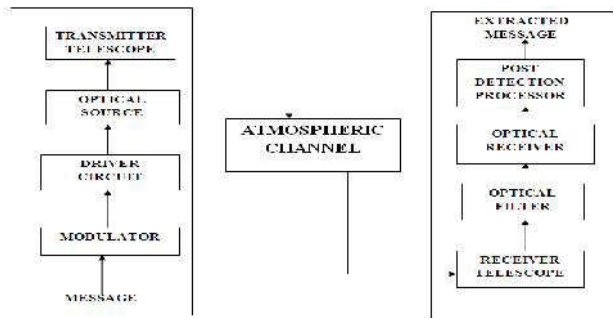 TRANSMITTER
TELESCOPE
OPTICAL
SOURCE
DRIVER
CIRCUIT
MODULATOR
MESSAGE
ATMOSPHERIC
CHANNEL
EXTRACTED
MESSAGE
POST
DETECTION
PROCESSOR
OPTICAL
RECEIVER
OPTICAL
FILTER
RECEIVER
TELESCOPE